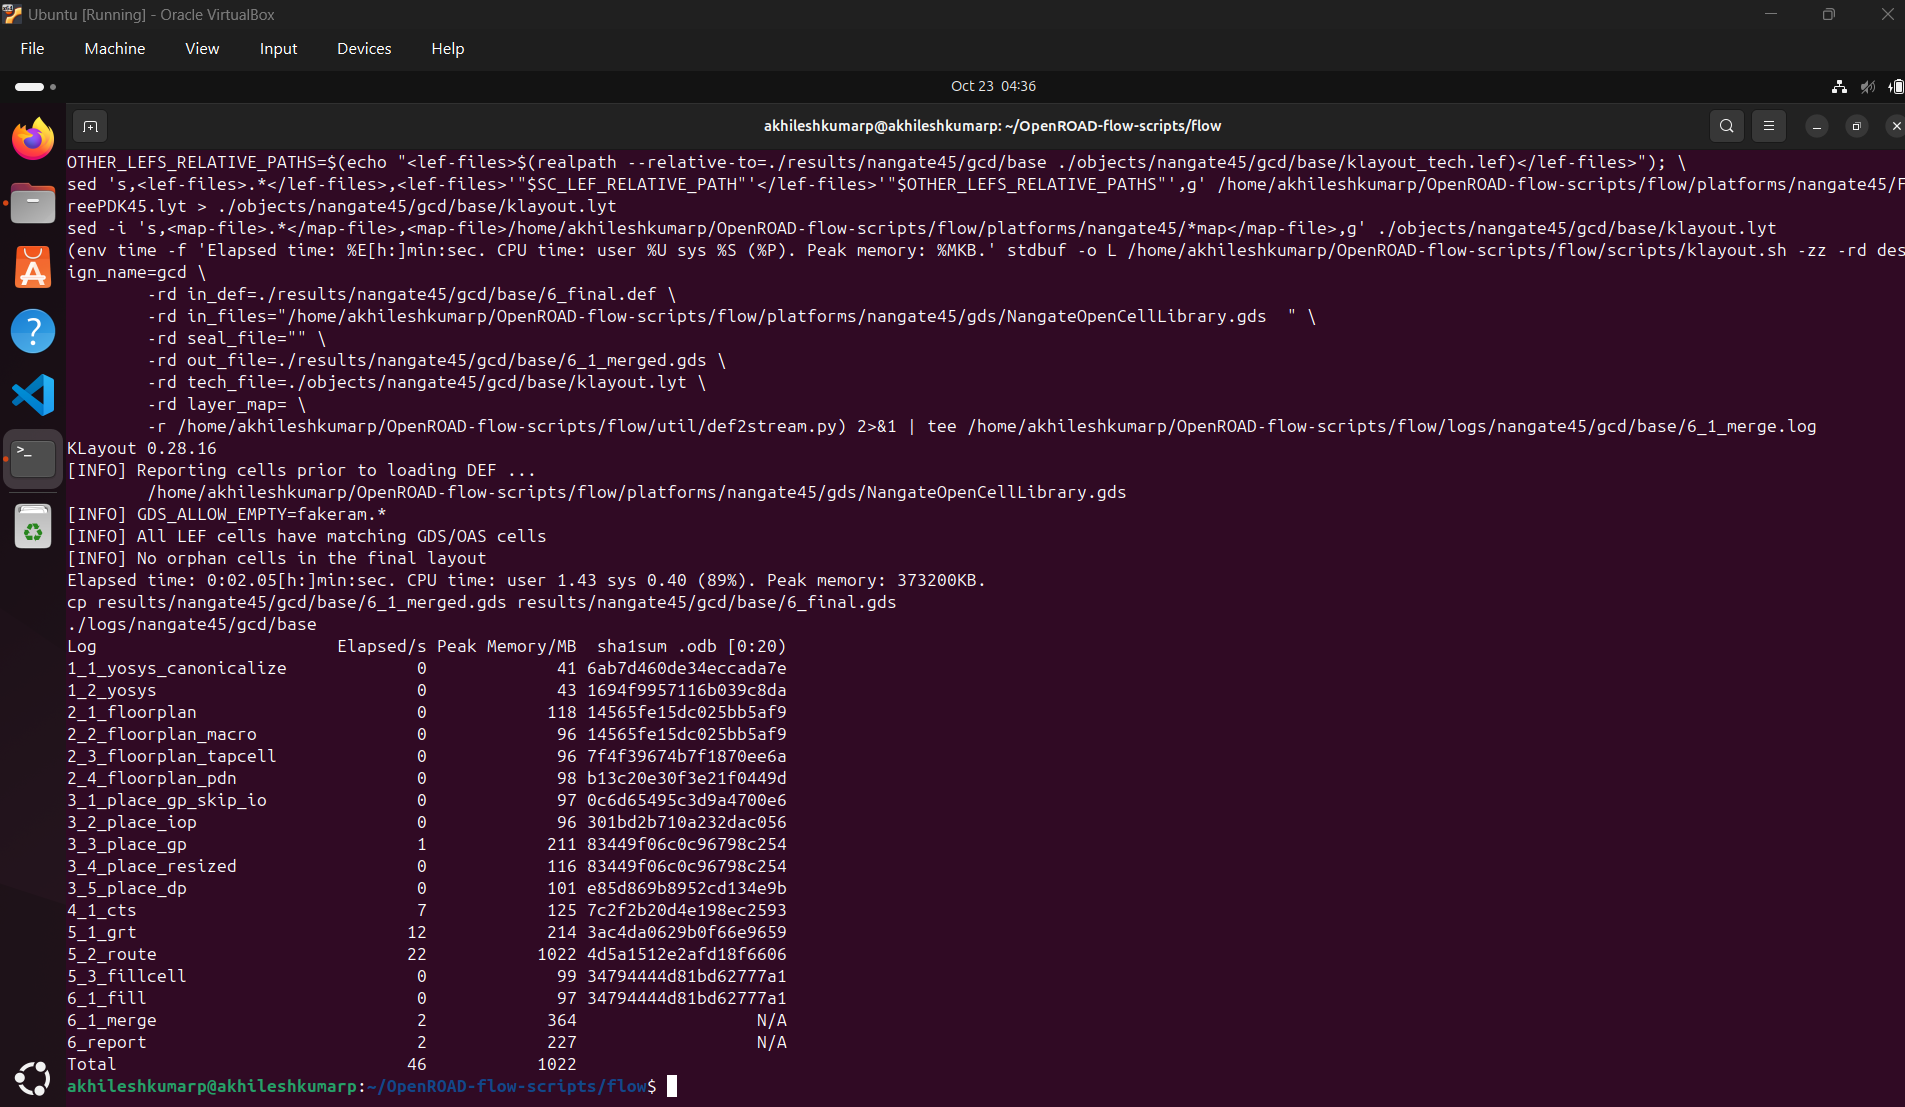 Ubuntu [Running] - Oracle VirtualBox
File Machine View Input Devices Help
Oct 23 04:36
akhileshkumarp@akhileshkumarp: ~/OpenROAD-flow-scripts/flow
OTHER_LEFS_RELATIVE_PATHS=$(echo "<lef-files>$(realpath --relative-to=./results/nangate45/gcd/base ./objects/nangate45/gcd/base/klayout_tech.lef)</lef-files>"); \
sed 's,<lef-files>.*</lef-files>,<lef-files>'"$SC_LEF_RELATIVE_PATH"'</lef-files>'"$OTHER_LEFS_RELATIVE_PATHS"',g' /home/akhileshkumarp/OpenROAD-flow-scripts/flow/platforms/nangate45/F
reePDK45.lyt > ./objects/nangate45/gcd/base/klayout.lyt
sed -i 's,<map-file>.*</map-file>,<map-file>/home/akhileshkumarp/OpenROAD-flow-scripts/flow/platforms/nangate45/*map</map-file>,g' ./objects/nangate45/gcd/base/klayout.lyt
(env time -f 'Elapsed time: %E[h:]min:sec. CPU time: user %U sys %S (%P). Peak memory: %MKB.' stdbuf -o L /home/akhileshkumarp/OpenROAD-flow-scripts/flow/scripts/klayout.sh -zz -rd des
ign_name=gcd \
-rd in_def=./results/nangate45/gcd/base/6_final.def \
-rd in_files="/home/akhileshkumarp/OpenROAD-flow-scripts/flow/platforms/nangate45/gds/NangateOpenCellLibrary.gds  " \
-rd seal_file="" \
-rd out_file=./results/nangate45/gcd/base/6_1_merged.gds \
-rd tech_file=./objects/nangate45/gcd/base/klayout.lyt \
-rd layer_map= \
-r /home/akhileshkumarp/OpenROAD-flow-scripts/flow/util/def2stream.py) 2>&1 | tee /home/akhileshkumarp/OpenROAD-flow-scripts/flow/logs/nangate45/gcd/base/6_1_merge.log
KLayout 0.28.16
[INFO] Reporting cells prior to loading DEF ...
/home/akhileshkumarp/OpenROAD-flow-scripts/flow/platforms/nangate45/gds/NangateOpenCellLibrary.gds
[INFO] GDS_ALLOW_EMPTY=fakeram.*
[INFO] All LEF cells have matching GDS/OAS cells
[INFO] No orphan cells in the final layout
Elapsed time: 0:02.05[h:]min:sec. CPU time: user 1.43 sys 0.40 (89%). Peak memory: 373200KB.
cp results/nangate45/gcd/base/6_1_merged.gds results/nangate45/gcd/base/6_final.gds
./logs/nangate45/gcd/base
Log Elapsed/s Peak Memory/MB sha1sum .odb [0:20)
1_1_yosys_canonicalize 0 41 6ab7d460de34eccada7e
1_2_yosys 0 43 1694f9957116b039c8da
2_1_floorplan 0 118 14565fe15dc025bb5af9
2_2_floorplan_macro 0 96 14565fe15dc025bb5af9
2_3_floorplan_tapcell 0 96 7f4f39674b7f1870ee6a
2_4_floorplan_pdn 0 98 b13c20e30f3e21f0449d
3_1_place_gp_skip_io 0 97 0c6d65495c3d9a4700e6
3_2_place_iop 0 96 301bd2b710a232dac056
3_3_place_gp 1 211 83449f06c0c96798c254
3_4_place_resized 0 116 83449f06c0c96798c254
3_5_place_dp 0 101 e85d869b8952cd134e9b
4_1_cts 7 125 7c2f2b20d4e198ec2593
5_1_grt 12 214 3ac4da0629b0f66e9659
5_2_route 22 1022 4d5a1512e2afd18f6606
5_3_fillcell 0 99 34794444d81bd62777a1
6_1_fill 0 97 34794444d81bd62777a1
6_1_merge 2 364 N/A
6_report 2 227 N/A
Total 46 1022
akhileshkumarp@akhileshkumarp:~/OpenROAD-flow-scripts/flow$